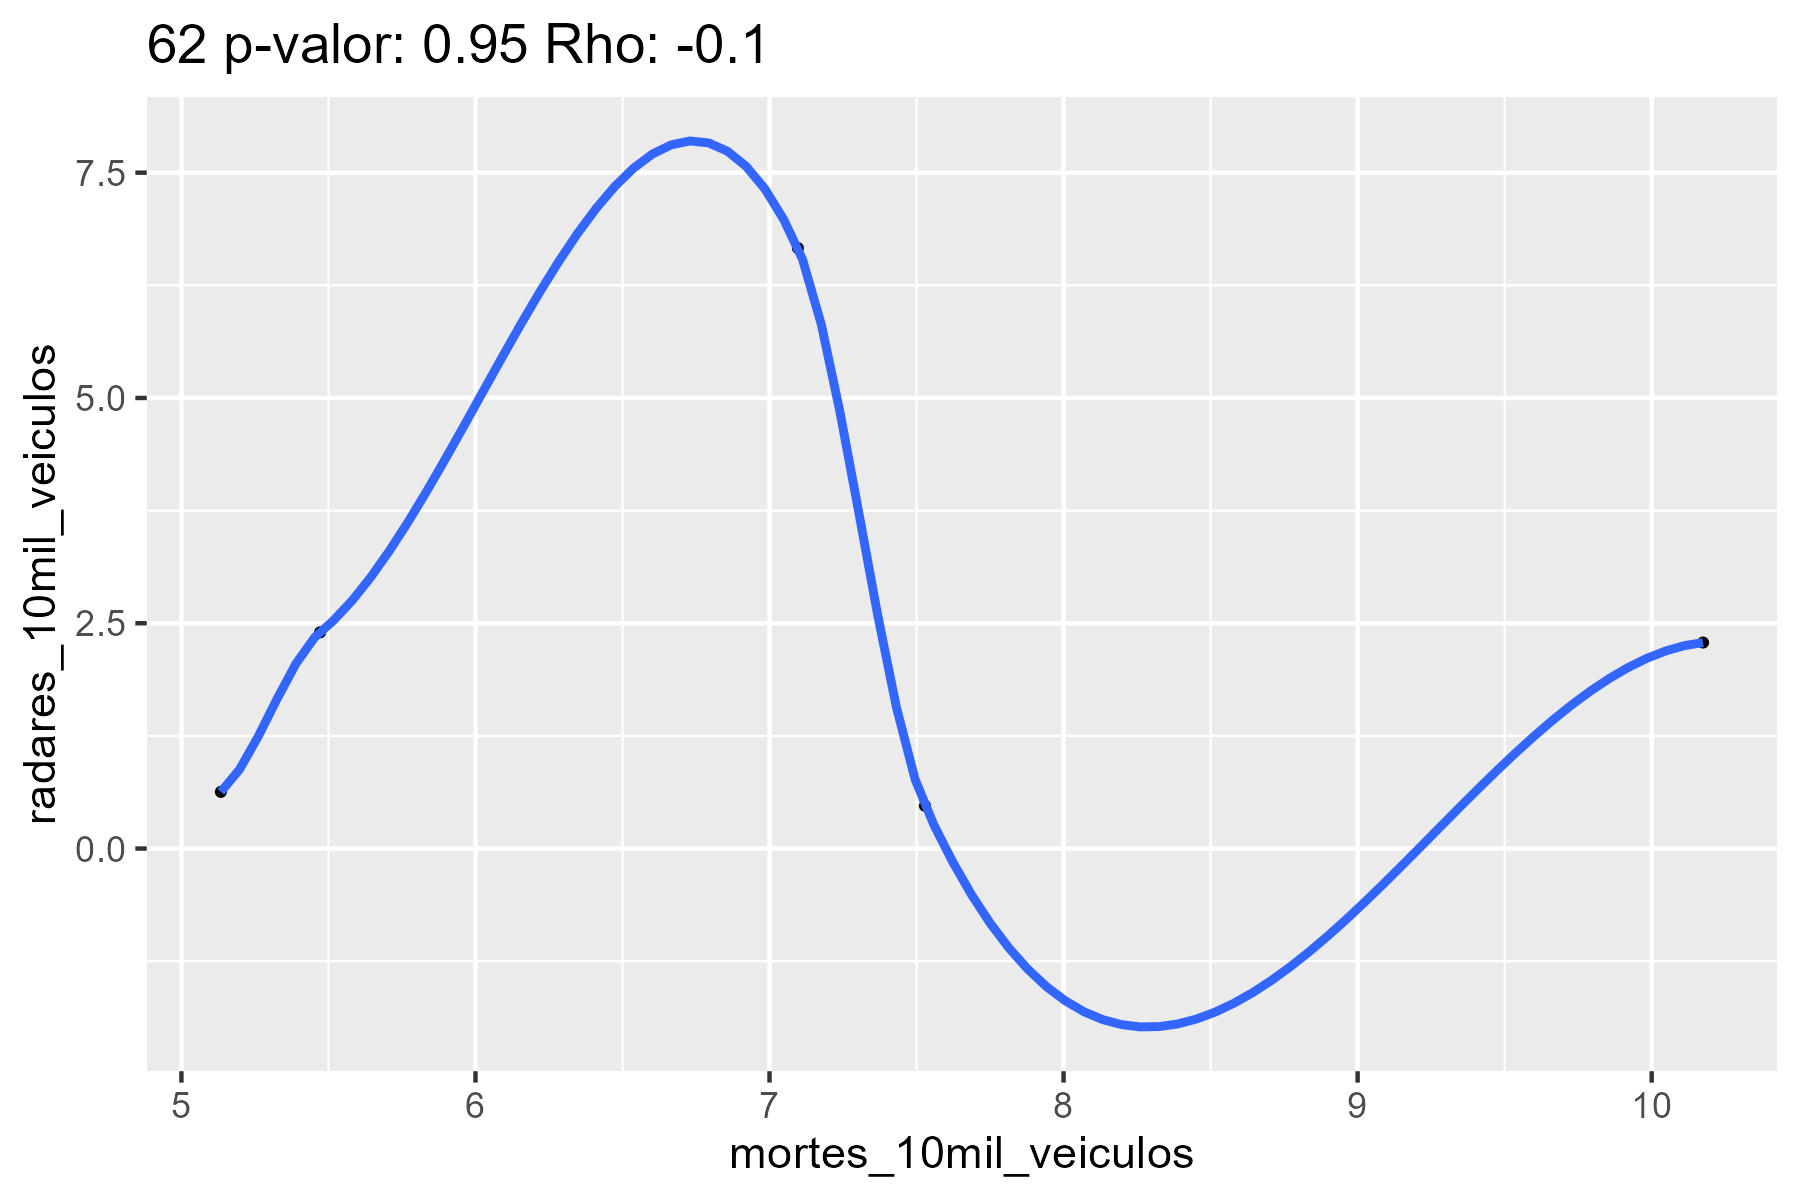 62 p-valor: 0.95 Rho: -0.1
radares_10mil_veiculos
7.5
5.0
2.5
0.0
5 6 7 8 9 10
mortes_10mil_veiculos